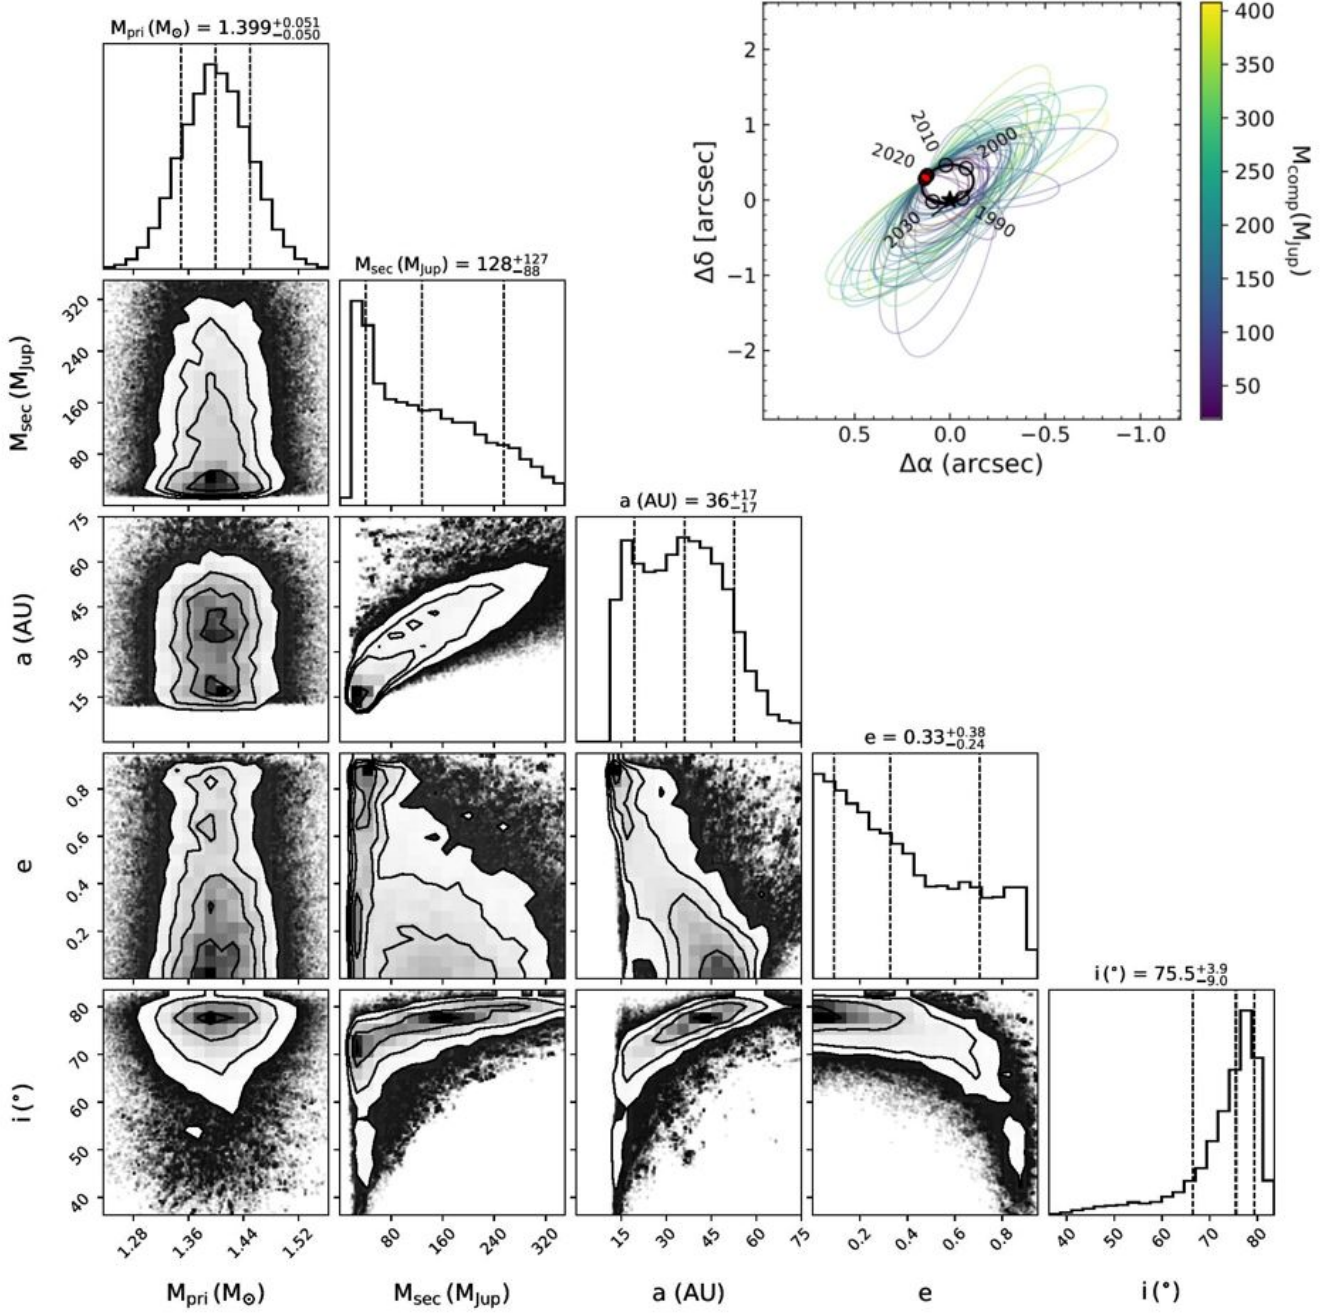 M_pri (M_⊙) = 1.399 +0.051 −0.050
M_sec (M_Jup) = 128 +127 −88
a (AU) = 36 +17 −17
e = 0.33 +0.38 −0.24
i (°) = 75.5 +3.9 −9.0
2
1
0
−1
−2
Δδ [arcsec]
0.5 0.0 −0.5 −1.0
Δα (arcsec)
2010
2000
2020
2030
1990
400
350
300
250
200
150
100
50
M_comp (M_Jup)
320
240
160
80
M_sec (M_Jup)
75
60
45
30
15
a (AU)
0.8
0.6
0.4
0.2
e
80
70
60
50
40
i (°)
1.28 1.36 1.44 1.52
80 160 240 320
15 30 45 60 75
0.2 0.4 0.6 0.8
40 50 60 70 80
M_pri (M_⊙) M_sec (M_Jup) a (AU) e i (°)